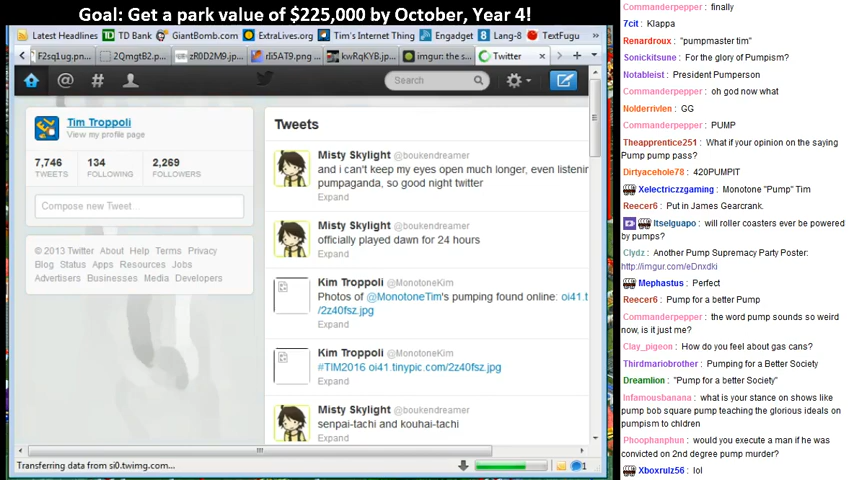 Goal: Get a park value of $225,000 by October, Year 4!
Latest Headlines TD Bank GiantBomb.com ExtraLives.org Tim's Internet Thing Engadget Lang-8 TextFugu »
F2sq1ug.pn... 2QmgtB2.p... zR0D2M9.jp... rli5AT9.png ... kwRqKYB.jp... imgur: the s... Twitter
Search
Tim Troppoli
View my profile page
7,746 134 2,269
TWEETS FOLLOWING FOLLOWERS
Compose new Tweet...
© 2013 Twitter About Help Terms Privacy
Blog Status Apps Resources Jobs
Advertisers Businesses Media Developers
Tweets
Misty Skylight @boukendreamer
and i can't keep my eyes open much longer, even listenin
pumpaganda, so good night twitter
Expand
Misty Skylight @boukendreamer
officially played dawn for 24 hours
Expand
Kim Troppoli @MonotoneKim
Photos of @MonotoneTim's pumping found online: oi41.t
/2z40fsz.jpg
Expand
Kim Troppoli @MonotoneKim
#TIM2016 oi41.tinypic.com/2z40fsz.jpg
Expand
Misty Skylight @boukendreamer
senpai-tachi and kouhai-tachi
Expand
Transferring data from si0.twimg.com...
1
Commanderpepper : finally
7cit : Klappa
Renardroux : "pumpmaster tim"
Sonickitsune : For the glory of Pumpism?
Notableist : President Pumperson
Commanderpepper : oh god now what
Nolderrivlen : GG
Commanderpepper : PUMP
Theapprentice251 : What if your opinion on the saying
Pump pump pass?
Dirtyacehole78 : 420PUMPIT
Xelectriczzgaming : Monotone "Pump" Tim
Reecer6 : Put in James Gearcrank.
Itselguapo : will roller coasters ever be powered
by pumps?
Clydz : Another Pump Supremacy Party Poster:
http://imgur.com/eDnxdki
Mephastus : Perfect
Reecer6 : Pump for a better Pump
Commanderpepper : the word pump sounds so weird
now, is it just me?
Clay_pigeon : How do you feel about gas cans?
Thirdmariobrother : Pumping for a Better Society
Dreamlion : "Pump for a better Society"
Infamousbanana : what is your stance on shows like
pump bob square pump teaching the glorious ideals on
pumpism to chldren
Phoophanphun : would you execute a man if he was
convicted on 2nd degree pump murder?
Xboxrulz56 : lol